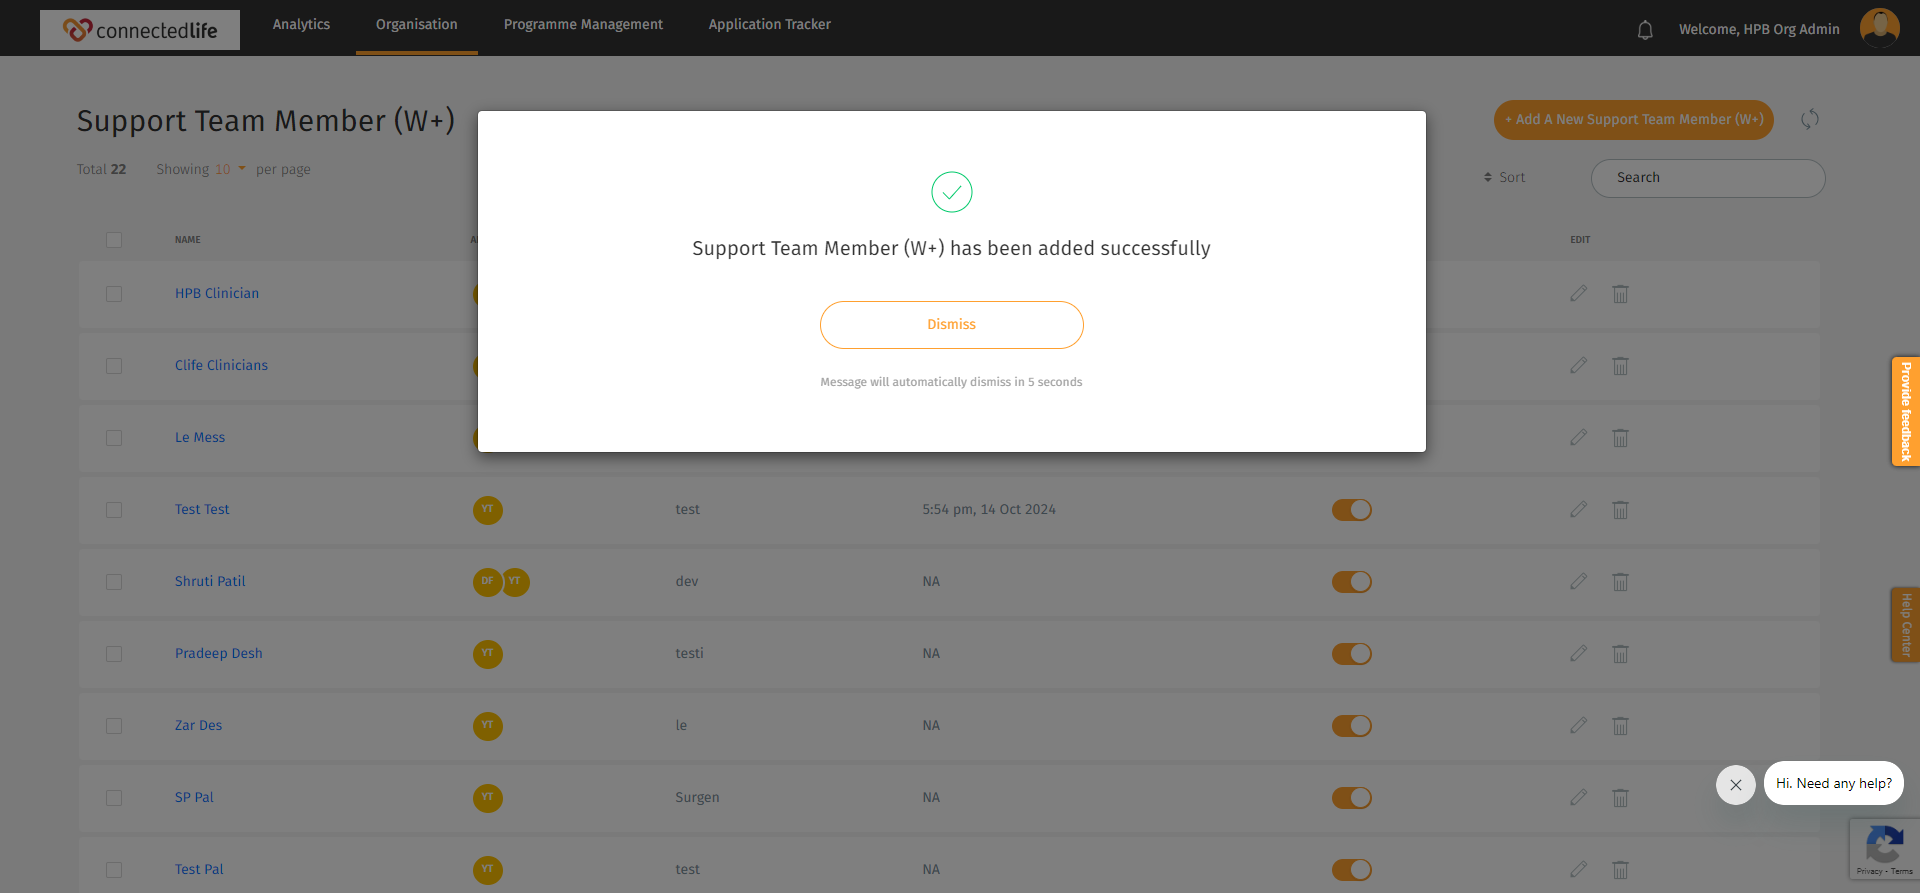 connectedlife
Analytics
Organisation
Programme Management
Application Tracker
Welcome, HPB Org Admin
Support Team Member (W+)
+ Add A New Support Team Member (W+)
Total 22
Showing 10 per page
Sort
Search
NAME
EDIT
Support Team Member (W+) has been added successfully
Dismiss
Message will automatically dismiss in 5 seconds
HPB Clinician
Clife Clinicians
Le Mess
Test Test YT test 5:54 pm, 14 Oct 2024
Shruti Patil DF YT dev NA
Pradeep Desh YT testi NA
Zar Des YT le NA
SP Pal YT Surgen NA
Test Pal YT test NA
Provide feedback
Help Center
Hi. Need any help?
Privacy - Terms